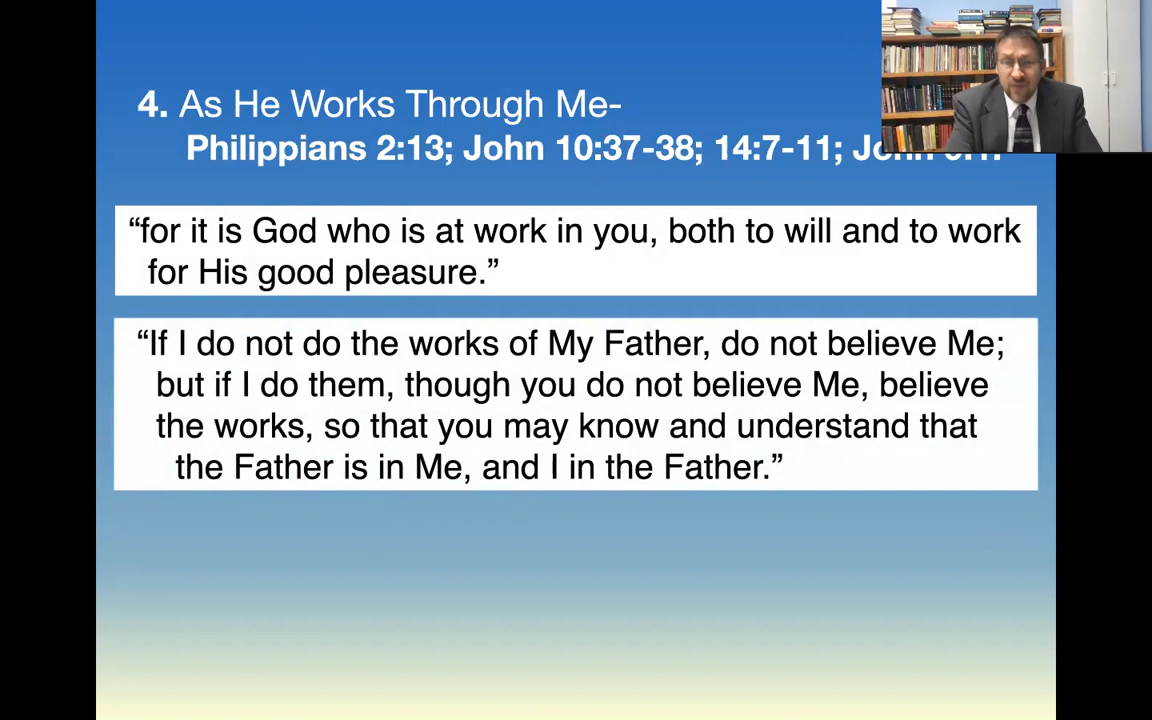 4. As He Works Through Me-
Philippians 2:13; John 10:37-38; 14:7-11;
“for it is God who is at work in you, both to will and to work
for His good pleasure.”
“If I do not do the works of My Father, do not believe Me;
but if I do them, though you do not believe Me, believe
the works, so that you may know and understand that
the Father is in Me, and I in the Father.”